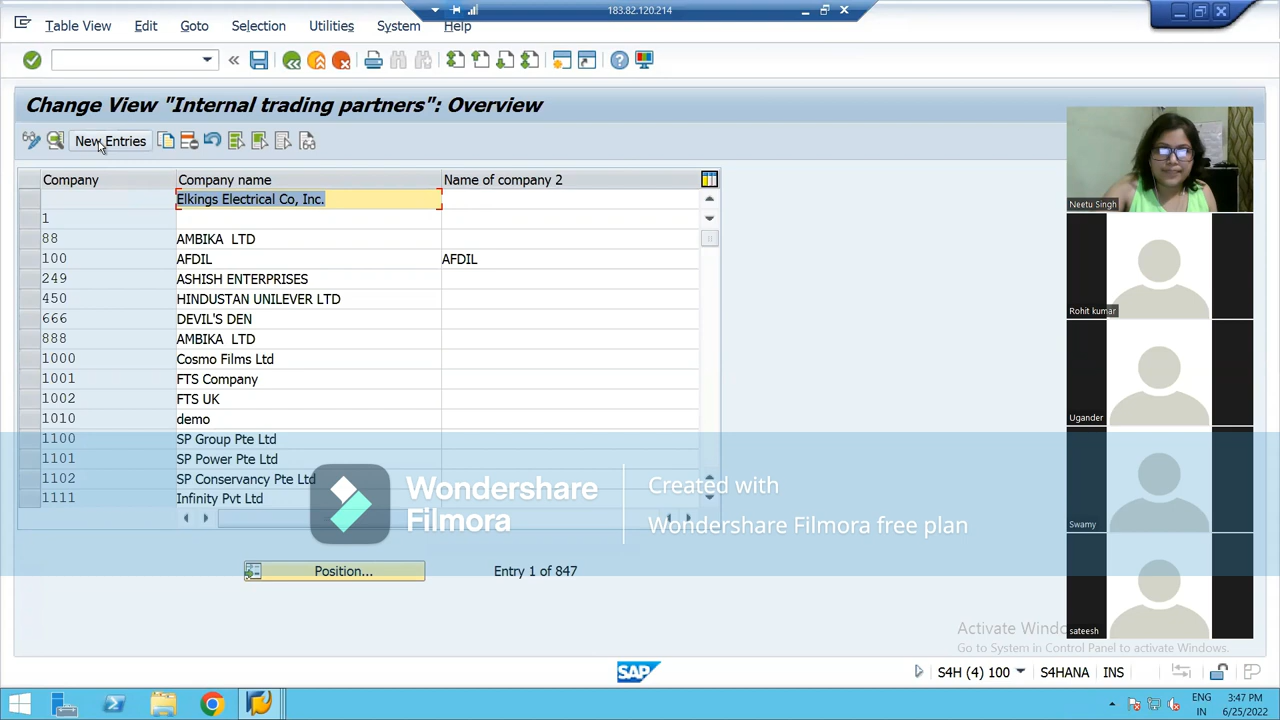 183.82.120.214
Table View Edit Goto Selection Utilities System Help
Change View "Internal trading partners": Overview
New Entries
Company Company name Name of company 2
Elkings Electrical Co, Inc.
1
88 AMBIKA LTD
100 AFDIL AFDIL
249 ASHISH ENTERPRISES
450 HINDUSTAN UNILEVER LTD
666 DEVIL'S DEN
888 AMBIKA LTD
1000 Cosmo Films Ltd
1001 FTS Company
1002 FTS UK
1010 demo
1100 SP Group Pte Ltd
1101 SP Power Pte Ltd
1102 SP Conservancy Pte Ltd
1111 Infinity Pvt Ltd
Position... Entry 1 of 847
Wondershare
Filmora
Created with
Wondershare Filmora free plan
Neetu Singh
Rohit kumar
Ugander
Swamy
sateesh
Activate Windo
Go to System in Control Panel to activate Windows.
SAP S4H (4) 100 S4HANA INS
ENG
IN
3:47 PM
6/25/2022